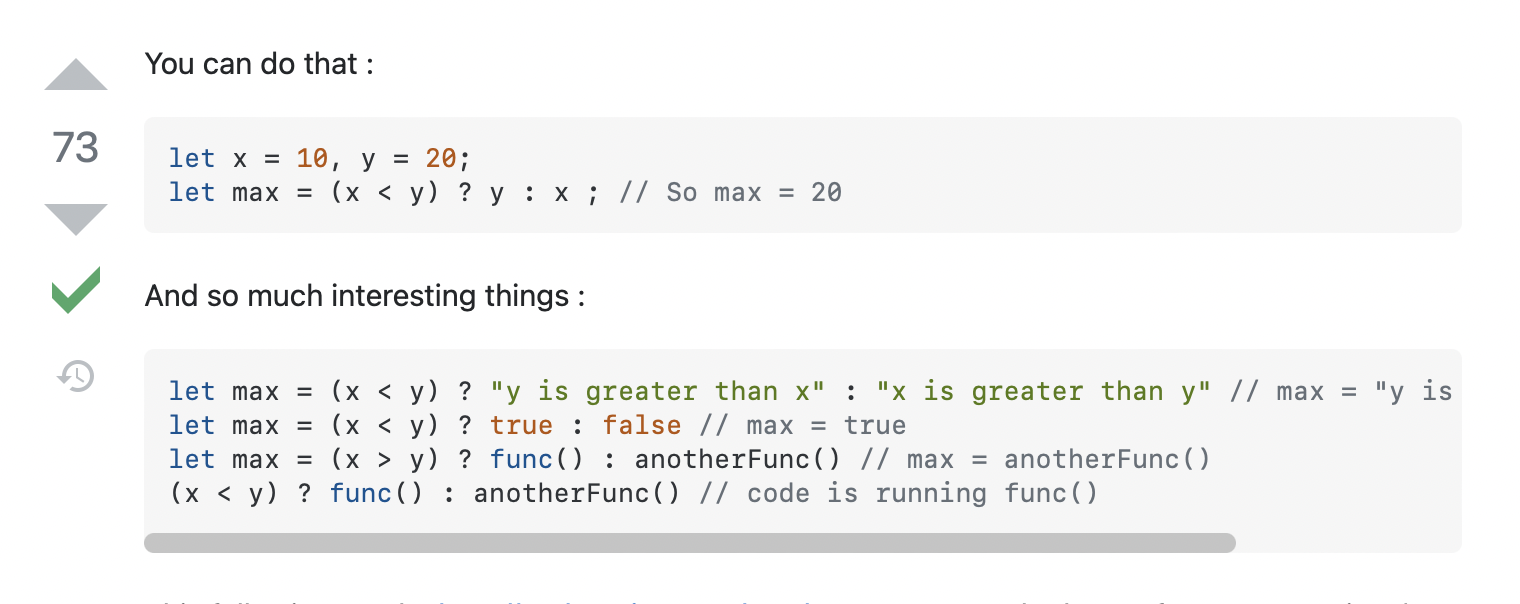 You can do that :
73
let x = 10, y = 20;
let max = (x < y) ? y : x ; // So max = 20
And so much interesting things :
let max = (x < y) ? "y is greater than x" : "x is greater than y" // max = "y is
let max = (x < y) ? true : false // max = true
let max = (x > y) ? func() : anotherFunc() // max = anotherFunc()
(x < y) ? func() : anotherFunc() // code is running func()